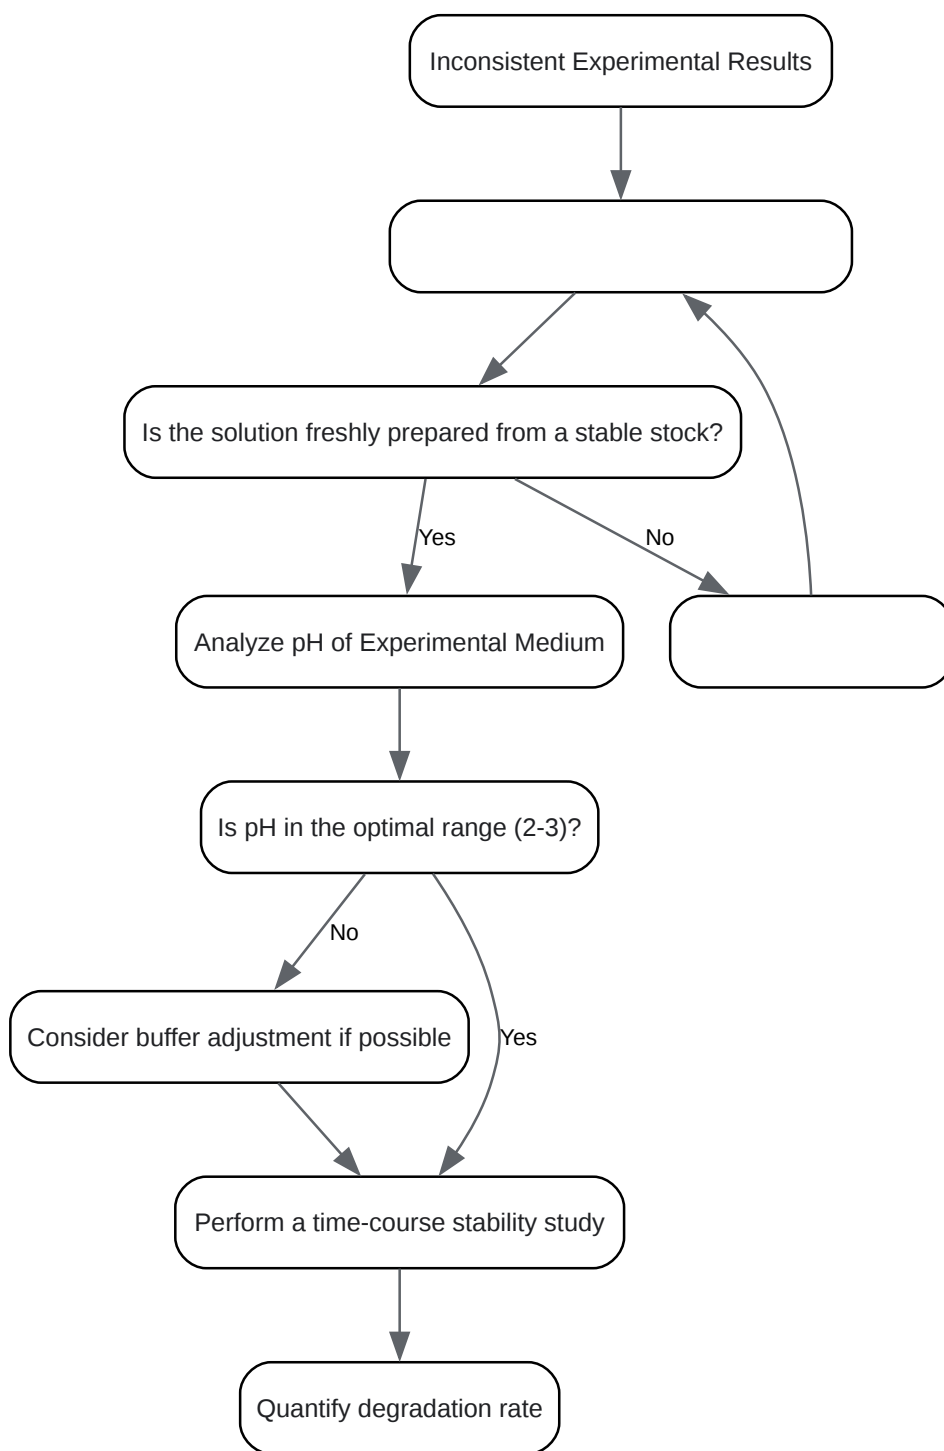 Inconsistent Experimental Results
Is the solution freshly prepared from a stable stock?
Yes
No
Analyze pH of Experimental Medium
Is pH in the optimal range (2-3)?
No
Consider buffer adjustment if possible
Yes
Perform a time-course stability study
Quantify degradation rate